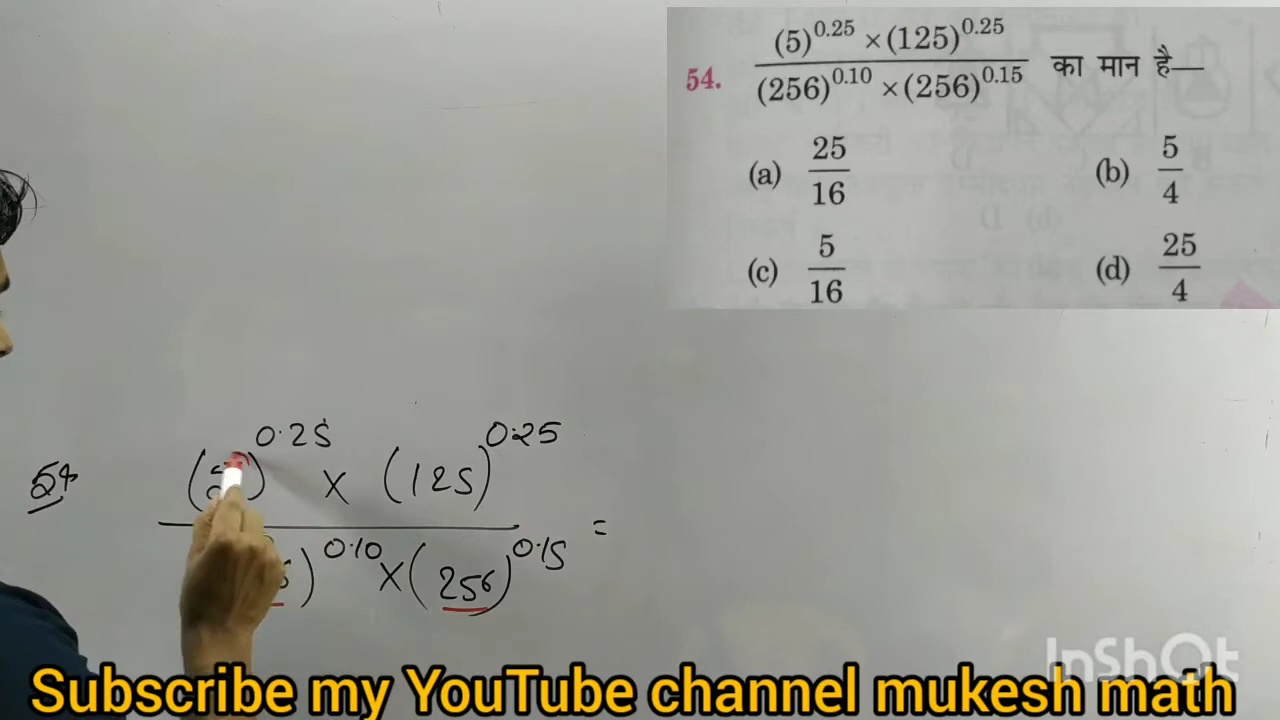 54. (5)^0.25 × (125)^0.25 / (256)^0.10 × (256)^0.15 का मान है—
(a) 25/16 (b) 5/4
(c) 5/16 (d) 25/4
54
( )^0.25 × (125)^0.25
)^0.10 × (256)^0.15 =
InShOt
Subscribe my YouTube channel mukesh math